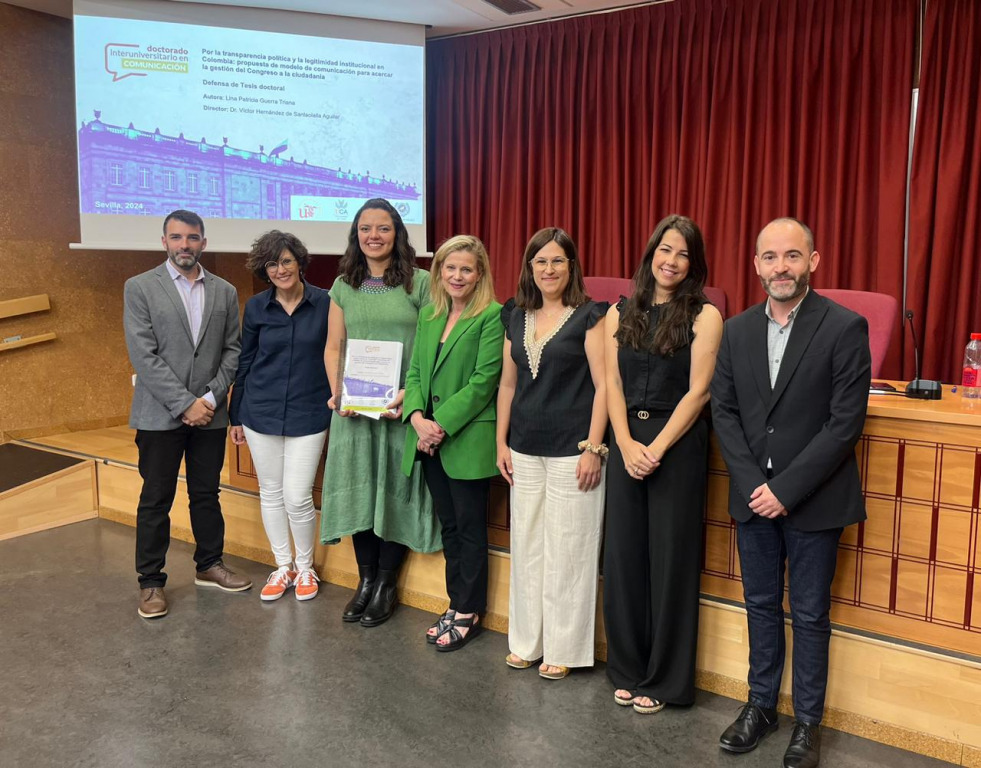 doctorado
interuniversitario en
COMUNICACIÓN
Por la transparencia política y la legitimidad institucional en
Colombia: propuesta de modelo de comunicación para acercar
la gestión del Congreso a la ciudadanía
Defensa de Tesis doctoral
Autora: Lina Patricia Guerra Triana
Director: Dr. Víctor Hernández de Santaolalla Aguilar
Sevilla, 2024